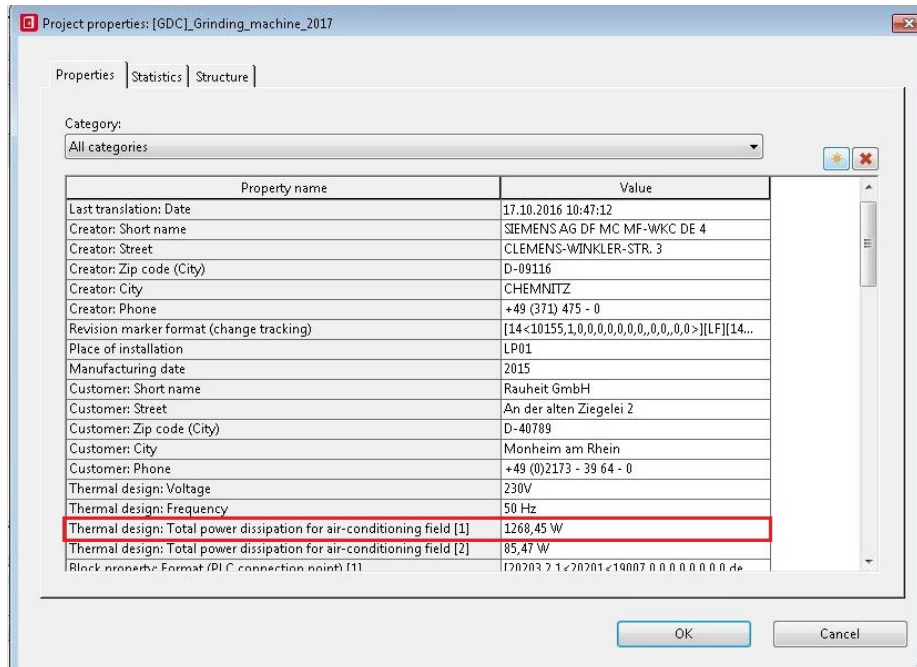 Project properties: [GDC]_Grinding_machine_2017
Properties Statistics Structure
Category:
All categories
Property name Value
Last translation: Date 17.10.2016 10:47:12
Creator: Short name SIEMENS AG DF MC MF-WKC DE 4
Creator: Street CLEMENS-WINKLER-STR. 3
Creator: Zip code (City) D-09116
Creator: City CHEMNITZ
Creator: Phone +49 (371) 475 - 0
Revision marker format (change tracking) [14<10155,1,0,0,0,0,0,0,0,,0,0,,0,0>][LF][14...
Place of installation LP01
Manufacturing date 2015
Customer: Short name Rauheit GmbH
Customer: Street An der alten Ziegelei 2
Customer: Zip code (City) D-40789
Customer: City Monheim am Rhein
Customer: Phone +49 (0)2173 - 39 64 - 0
Thermal design: Voltage 230V
Thermal design: Frequency 50 Hz
Thermal design: Total power dissipation for air-conditioning field [1] 1268,45 W
Thermal design: Total power dissipation for air-conditioning field [2] 85,47 W
Block property: Format (PLC connection point) [1]
OK Cancel